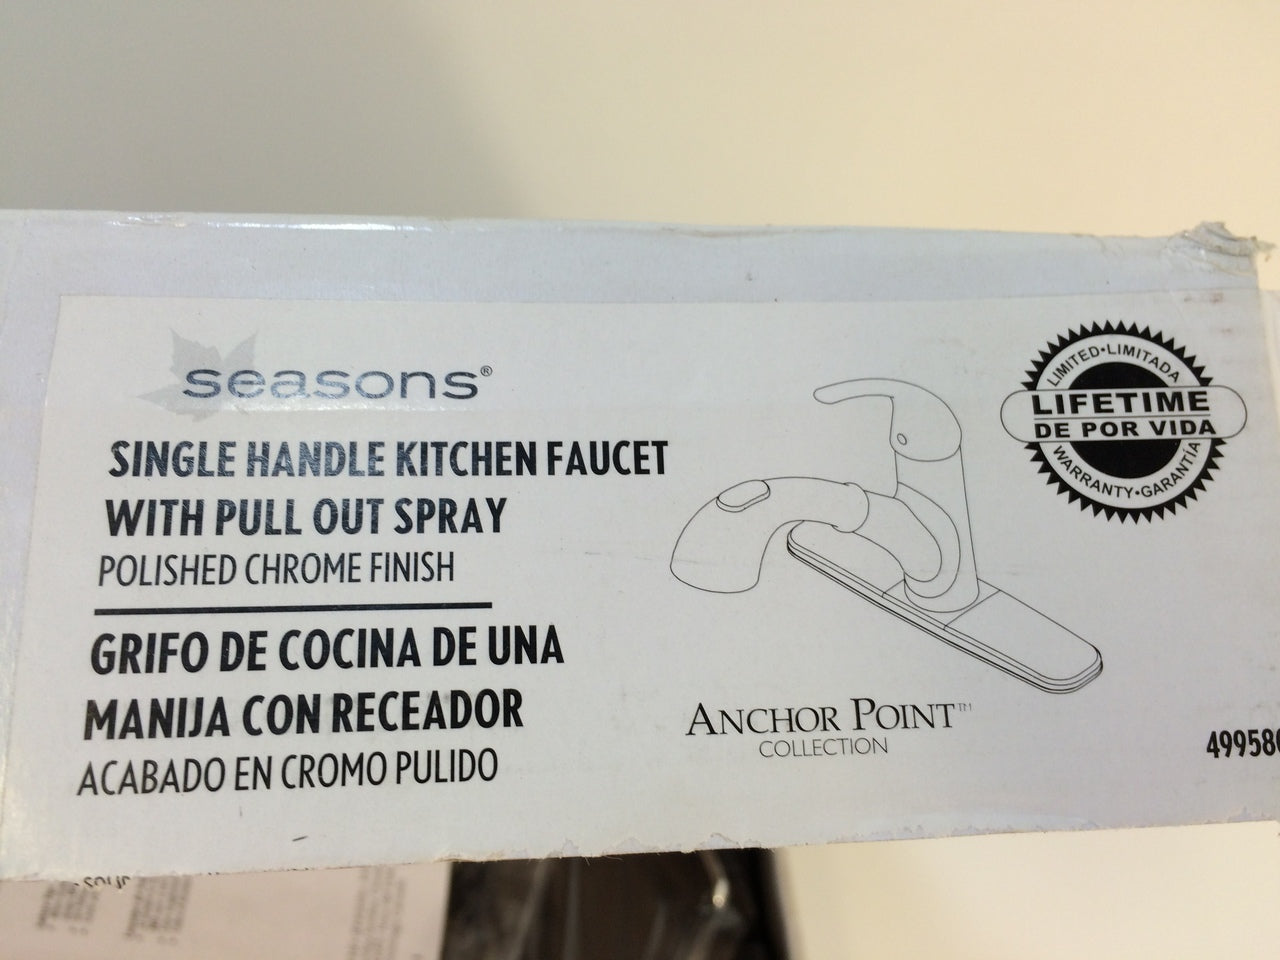 seasons®
SINGLE HANDLE KITCHEN FAUCET
WITH PULL OUT SPRAY
POLISHED CHROME FINISH
GRIFO DE COCINA DE UNA
MANIJA CON RECEADOR
ACABADO EN CROMO PULIDO
ANCHOR POINT™
COLLECTION
LIMITED•LIMITADA
LIFETIME
DE POR VIDA
WARRANTY•GARANTÍA